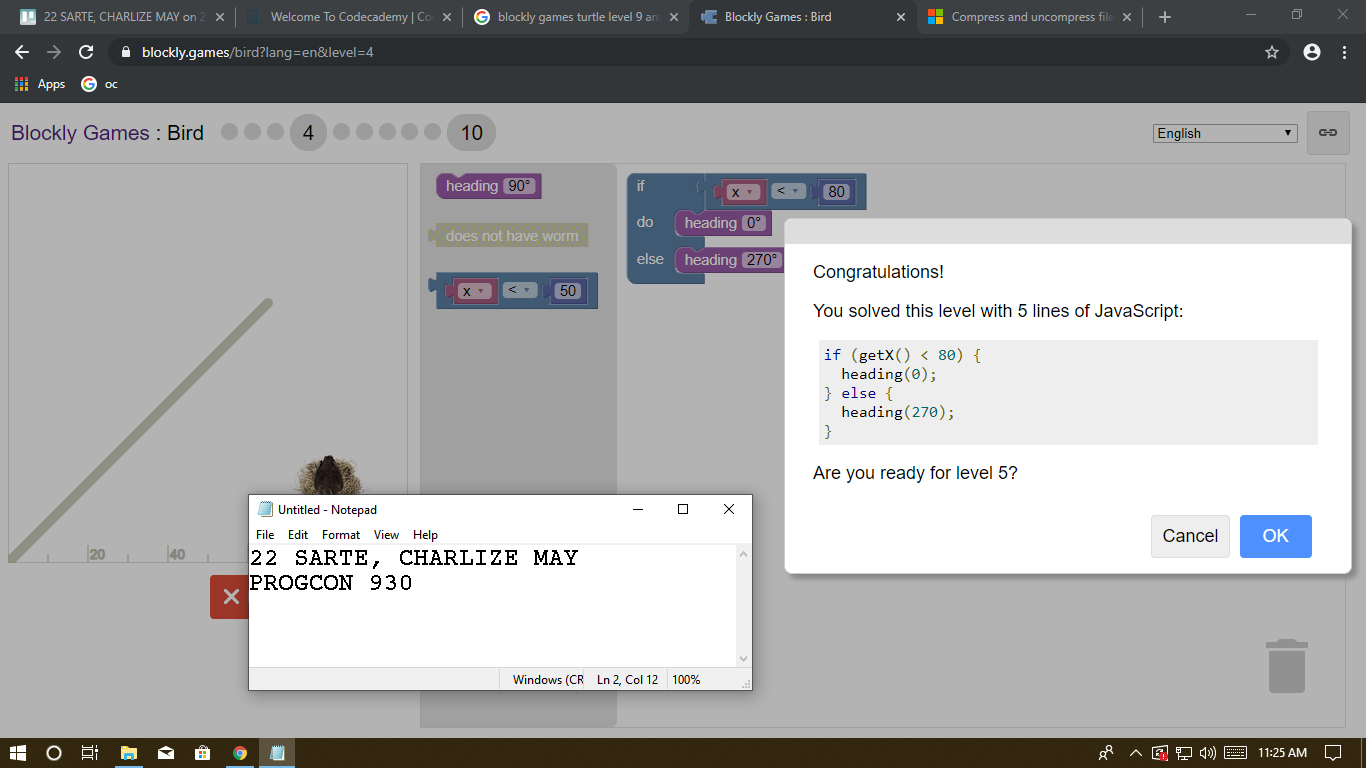 22 SARTE, CHARLIZE MAY on 2
Welcome To Codecademy | Co
blockly games turtle level 9 an
Blockly Games : Bird
Compress and uncompress file
blockly.games/bird?lang=en&level=4
Apps
oc
Blockly Games : Bird
4
10
English
heading 90°
does not have worm
x < 50
if x < 80
do heading 0°
else heading 270°
20
40
Congratulations!
You solved this level with 5 lines of JavaScript:
if (getX() < 80) {
heading(0);
} else {
heading(270);
}
Are you ready for level 5?
Cancel
OK
Untitled - Notepad
File Edit Format View Help
22 SARTE, CHARLIZE MAY
PROGCON 930
Windows (CR
Ln 2, Col 12
100%
11:25 AM